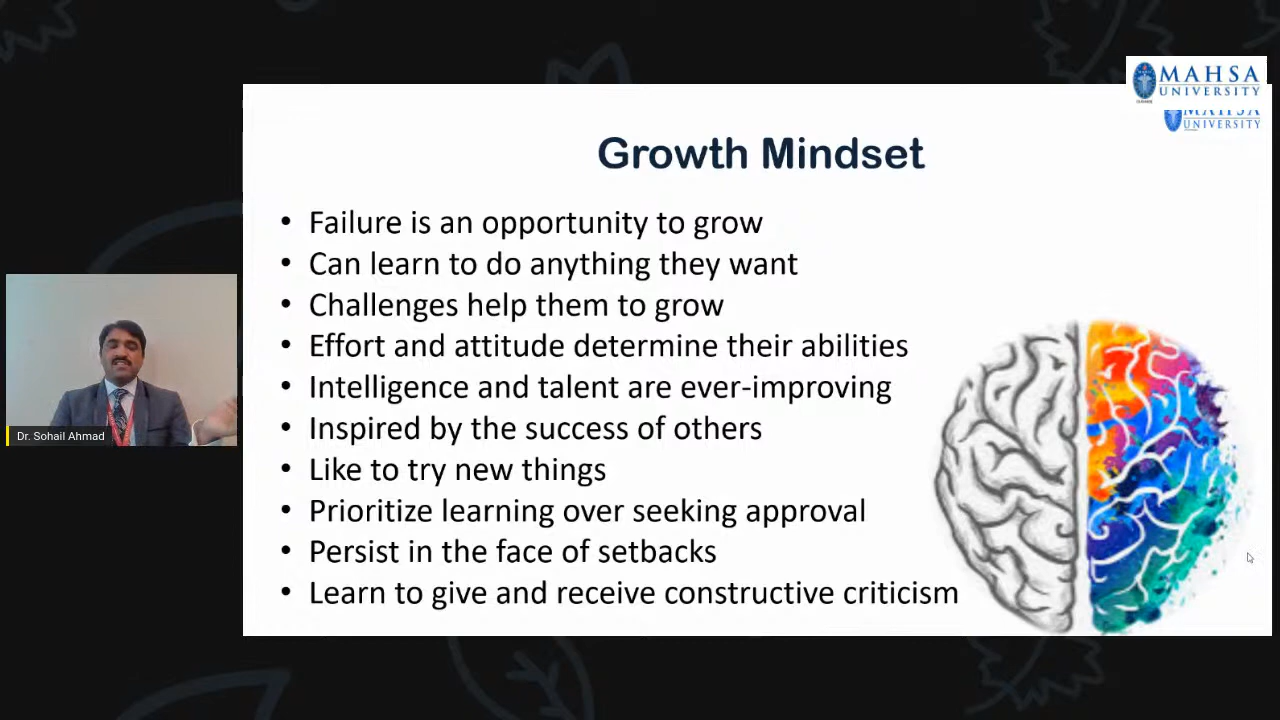 MAHSA
UNIVERSITY
MAHSA
UNIVERSITY
Growth Mindset
• Failure is an opportunity to grow
• Can learn to do anything they want
• Challenges help them to grow
• Effort and attitude determine their abilities
• Intelligence and talent are ever-improving
• Inspired by the success of others
• Like to try new things
• Prioritize learning over seeking approval
• Persist in the face of setbacks
• Learn to give and receive constructive criticism
Dr. Sohail Ahmad